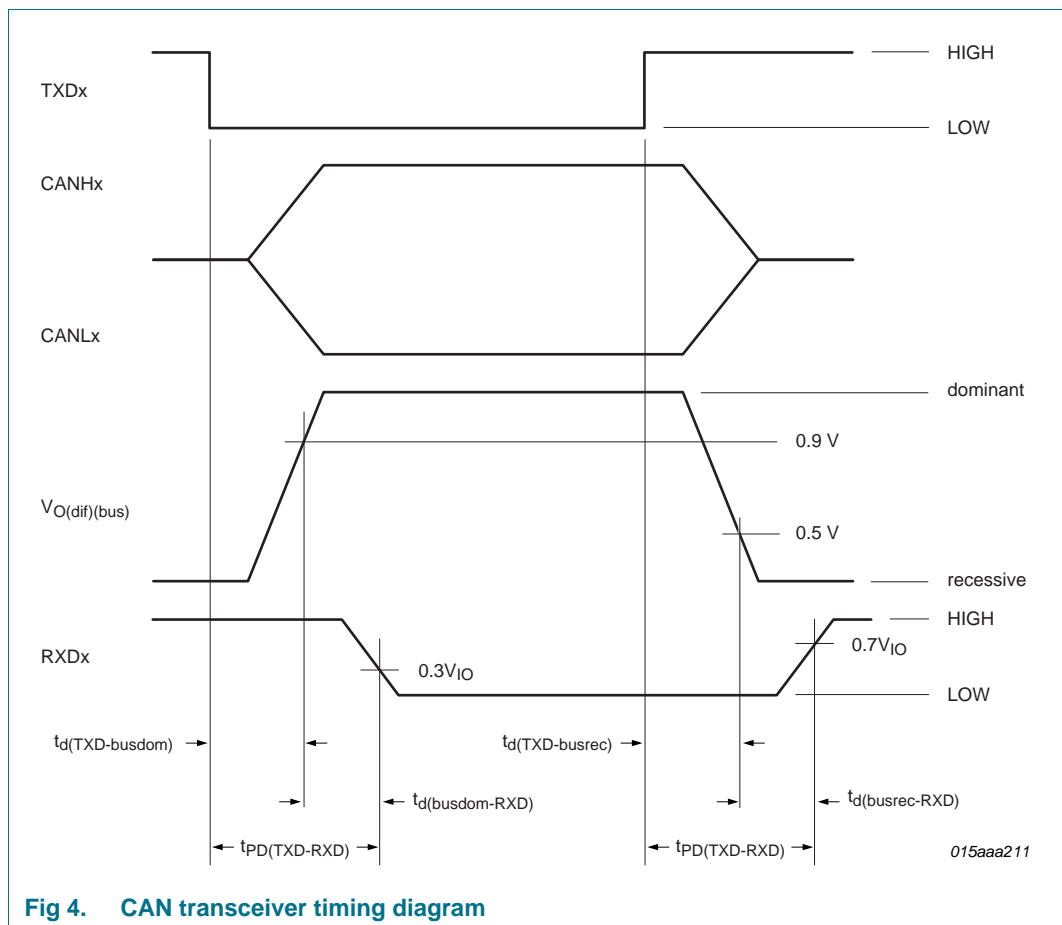 HIGH
TXDx
LOW
CANHx
CANLx
dominant
0.9 V
VO(dif)(bus)
0.5 V
recessive
HIGH
RXDx
0.7VIO
0.3VIO
LOW
td(TXD-busdom)
td(TXD-busrec)
td(busdom-RXD)
td(busrec-RXD)
tPD(TXD-RXD)
tPD(TXD-RXD)
015aaa211
Fig 4. CAN transceiver timing diagram